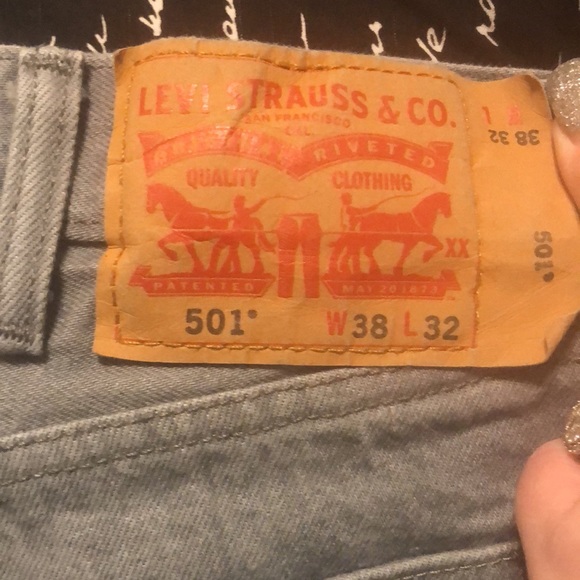 LEVI STRAUSS & CO.
SAN FRANCISCO
CAL.
RIVETED
QUALITY CLOTHING
XX
PATENTED MAY 20 1873
501® W38 L32
38 32
501®